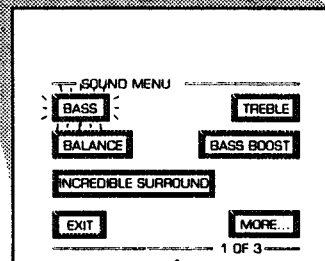 SOUND MENU
BASS TREBLE
BALANCE BASS BOOST
INCREDIBLE SURROUND
EXIT MORE...
1 OF 3